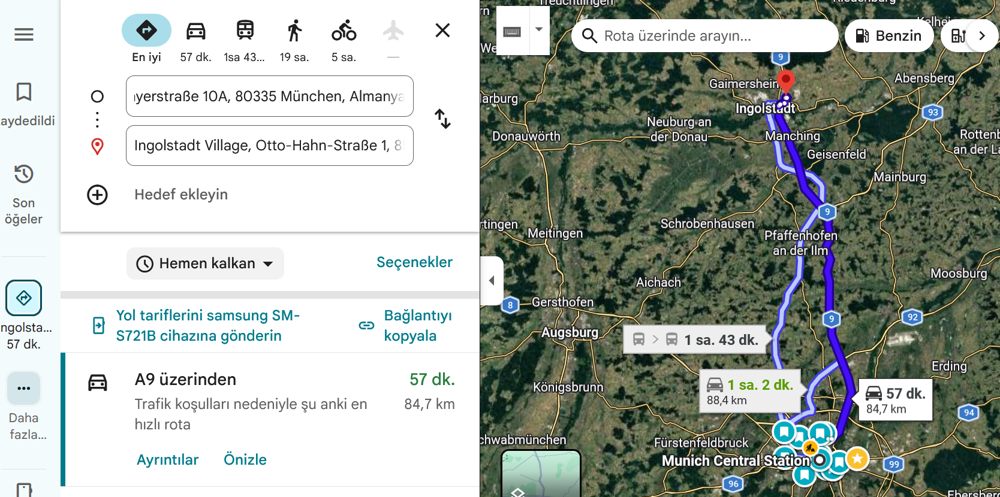 En iyi
57 dk.
1sa 43...
19 sa.
5 sa.
—
yerstraße 10A, 80335 München, Almanya
Ingolstadt Village, Otto-Hahn-Straße 1, 8
Hedef ekleyin
aydedildi
Son
öğeler
ngolsta...
57 dk.
Daha
fazla...
Hemen kalkan
Seçenekler
Yol tariflerini samsung SM-
S721B cihazına gönderin
Bağlantıyı
kopyala
A9 üzerinden
57 dk.
Trafik koşulları nedeniyle şu anki en
hızlı rota
84,7 km
Ayrıntılar
Önizle
Rota üzerinde arayın...
Benzin
Treuchtlingen
Riedenburg
Kelheim
rn
We
9
Gaimersheim
Abensberg
arburg
Ingolstadt
93
Neuburg an
der Donau
Donauwörth
Manching
Rottenb
an der La
Geisenfeld
Mainburg
9
rtingen
Meitingen
Schrobenhausen
Pfaffenhofen
an der Ilm
Moosburg
Aichach
Gersthofen
8
9
92
Augsburg
1 sa. 43 dk.
Erding
1 sa. 2 dk.
88,4 km
57 dk.
84,7 km
Königsbrunn
94
chwabmünchen
Fürstenfeldbruck
Munich Central Station
99
96
Ebersberg